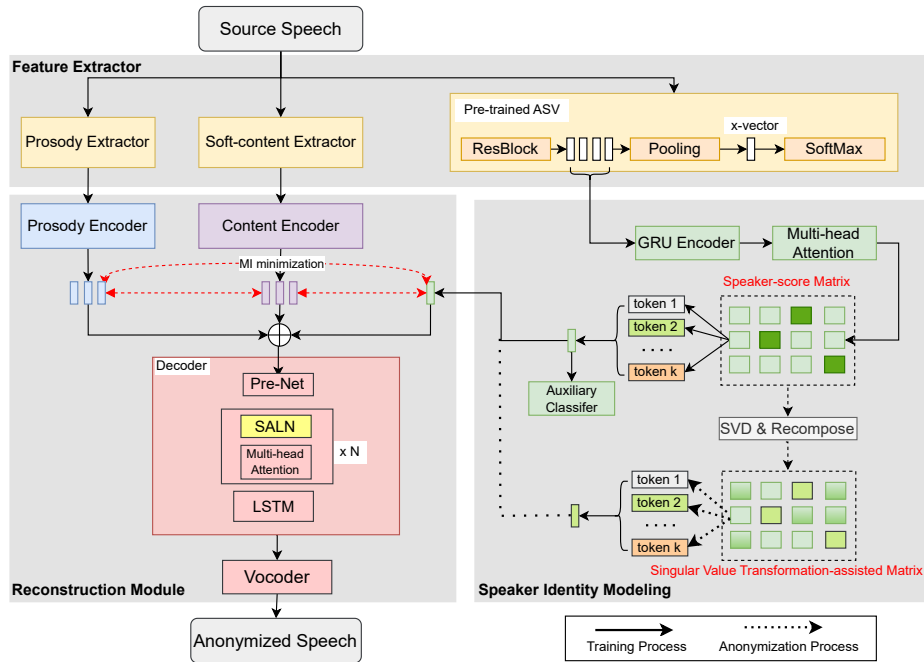 Source Speech
Feature Extractor
Pre-trained ASV
x-vector
Prosody Extractor
Soft-content Extractor
ResBlock
Pooling
SoftMax
Prosody Encoder
Content Encoder
GRU Encoder
Multi-head
Attention
MI minimization
Speaker-score Matrix
token 1
token 2
.....
token k
Decoder
Pre-Net
Auxiliary
Classifer
SALN
Multi-head
Attention
x N
SVD & Recompose
LSTM
token 1
token 2
....
token k
Vocoder
Singular Value Transformation-assisted Matrix
Reconstruction Module
Speaker Identity Modeling
Anonymized Speech
Training Process
Anonymization Process